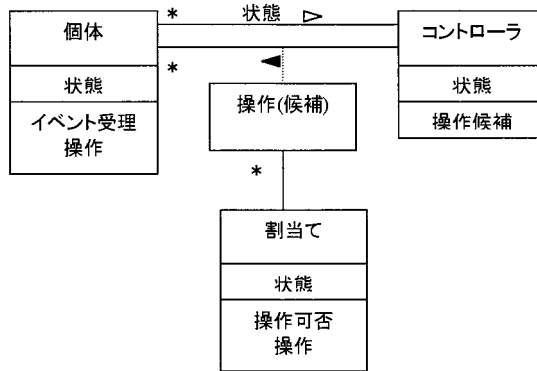 * 状態
個体
コントローラ
*
状態
状態
操作(候補)
イベント受理
操作
操作候補
*
割当て
状態
操作可否
操作